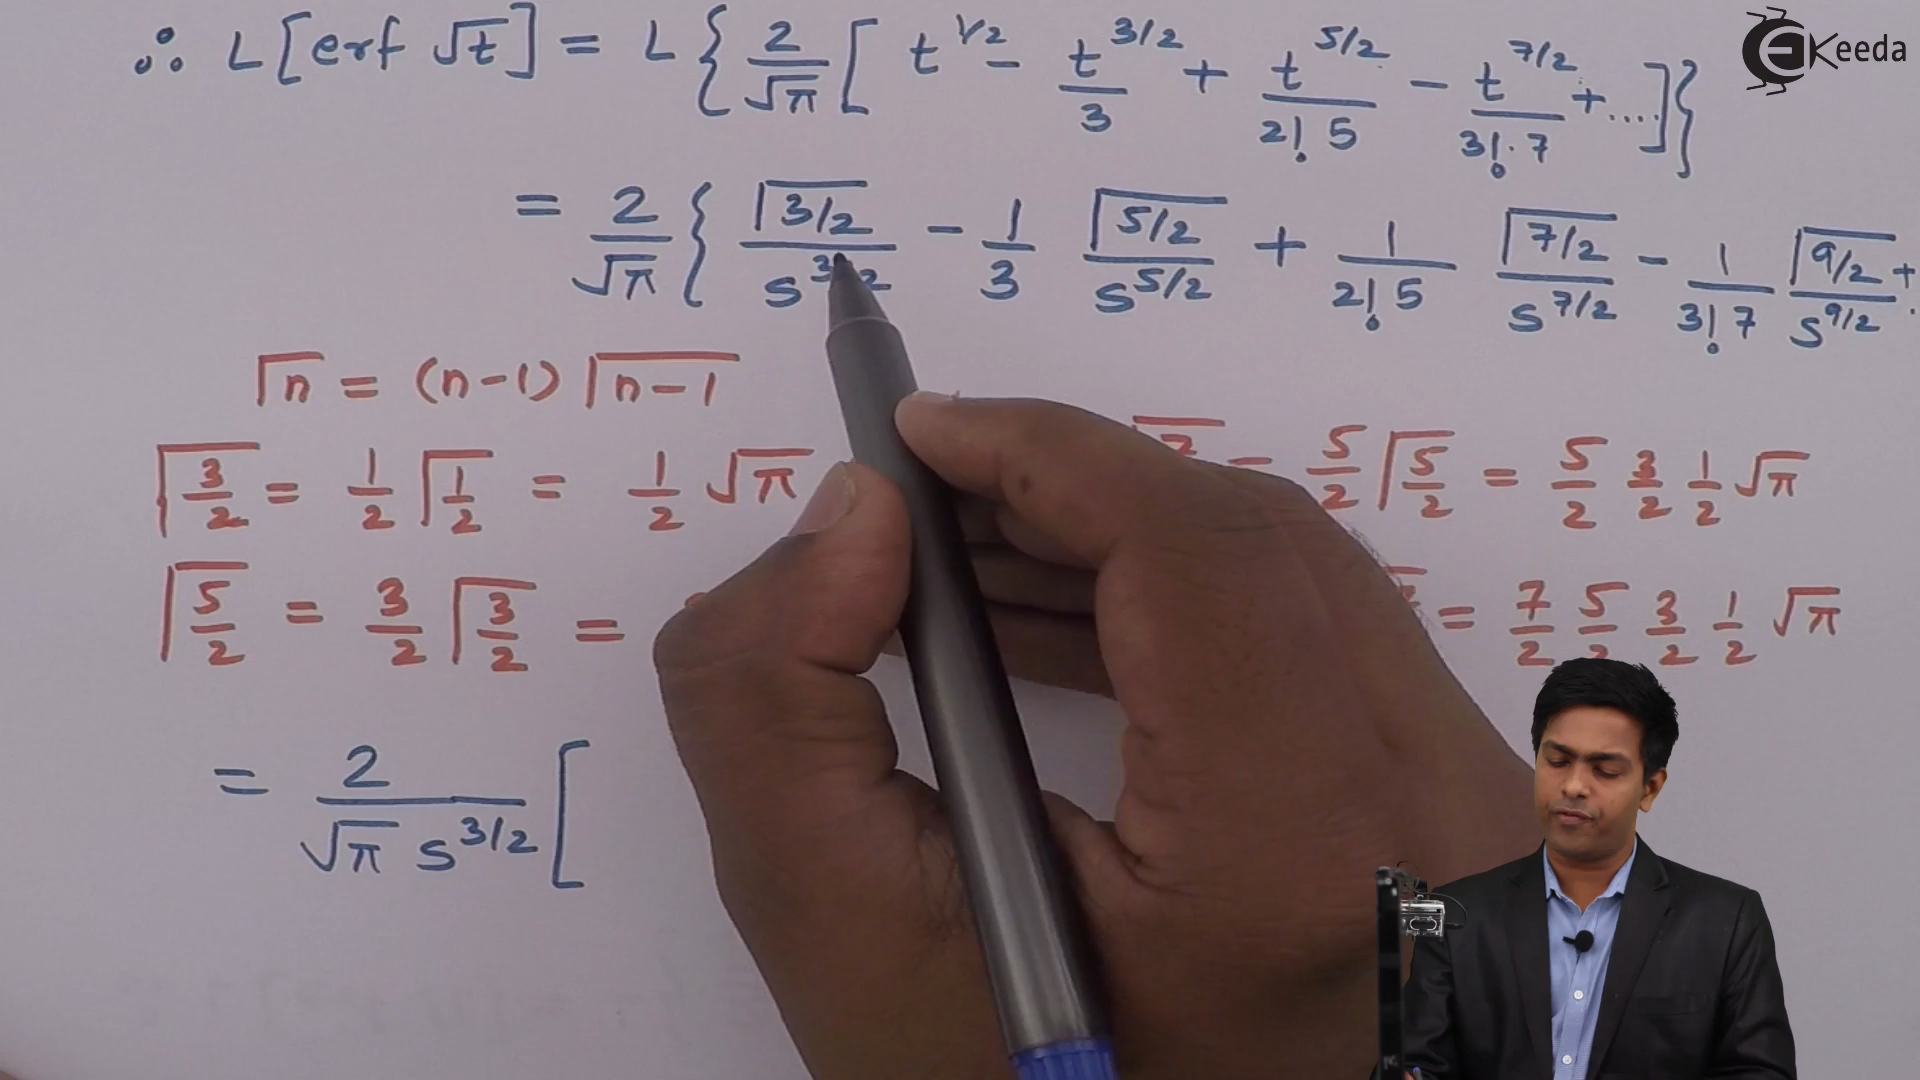 EKeeda
∴ L[erf √t] = L{2/√π [t^1/2 - t^3/2/3 + t^5/2/2! 5 - t^7/2/3!·7 + ....]}
= 2/√π { Γ3/2/s^3/2 - 1/3 Γ5/2/s^5/2 + 1/2! 5 Γ7/2/s^7/2 - 1/3! 7 Γ9/2/s^9/2 + ..
Γn = (n-1) Γn-1
Γ3/2 = 1/2 Γ1/2 = 1/2 √π
= 5/2 Γ5/2 = 5/2 3/2 1/2 √π
Γ5/2 = 3/2 Γ3/2 =
= 7/2 5/2 3/2 1/2 √π
= 2/√π s^3/2 [